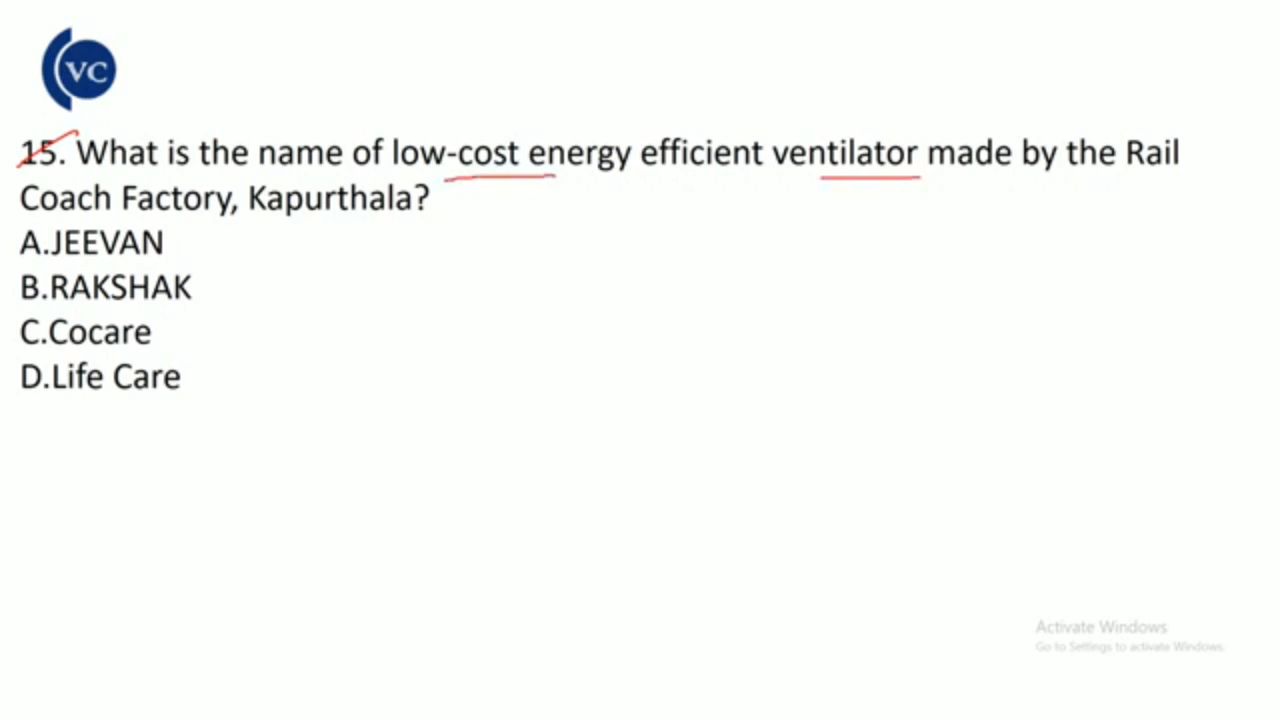 VC
15. What is the name of low-cost energy efficient ventilator made by the Rail
Coach Factory, Kapurthala?
A.JEEVAN
B.RAKSHAK
C.Cocare
D.Life Care
Activate Windows
Go to Settings to activate Windows.